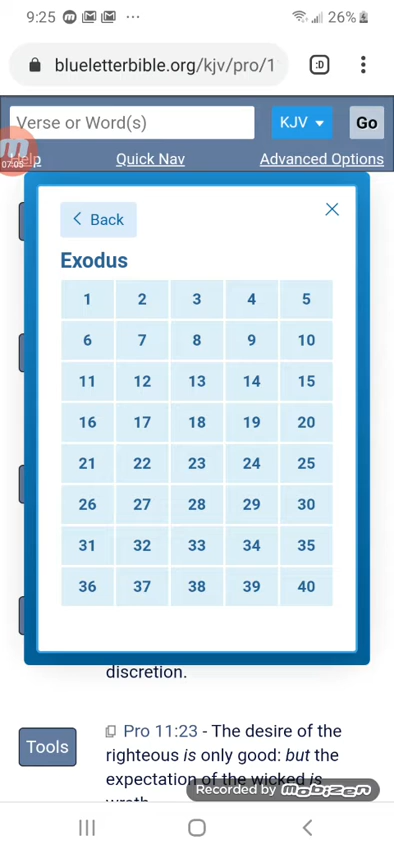 9:25 26%
blueletterbible.org/kjv/pro/1 :D
Verse or Word(s) KJV Go
Help Quick Nav Advanced Options
07:05
Back
Exodus
1 2 3 4 5
6 7 8 9 10
11 12 13 14 15
16 17 18 19 20
21 22 23 24 25
26 27 28 29 30
31 32 33 34 35
36 37 38 39 40
discretion.
Tools
Pro 11:23 - The desire of the
righteous is only good: but the
expectation of the wicked is
wrath.
Recorded by mobizen